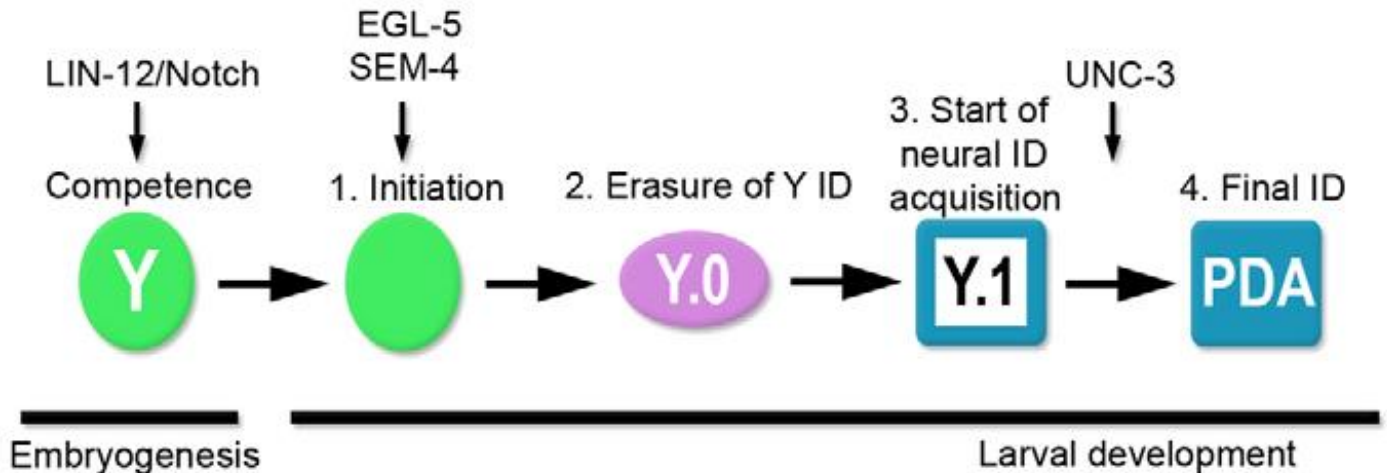 EGL-5
SEM-4
LIN-12/Notch
UNC-3
Competence
1. Initiation
2. Erasure of Y ID
3. Start of
neural ID
acquisition
4. Final ID
Y
Y.0
Y.1
PDA
Embryogenesis
Larval development